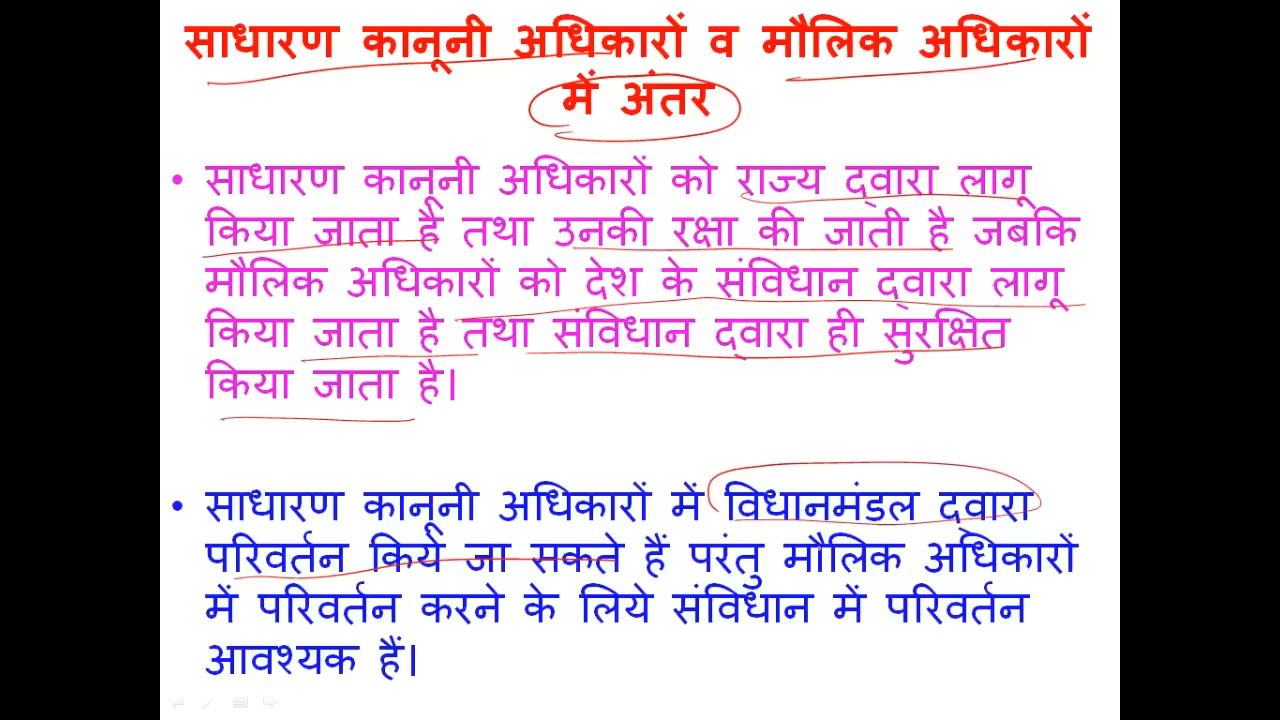 साधारण कानूनी अधिकारों व मौलिक अधिकारों
में अंतर
• साधारण कानूनी अधिकारों को राज्य द्वारा लागू
किया जाता है तथा उनकी रक्षा की जाती है जबकि
मौलिक अधिकारों को देश के संविधान द्वारा लागू
किया जाता है तथा संविधान द्वारा ही सुरक्षित
किया जाता है।
• साधारण कानूनी अधिकारों में विधानमंडल द्वारा
परिवर्तन किये जा सकते हैं परंतु मौलिक अधिकारों
में परिवर्तन करने के लिये संविधान में परिवर्तन
आवश्यक हैं।